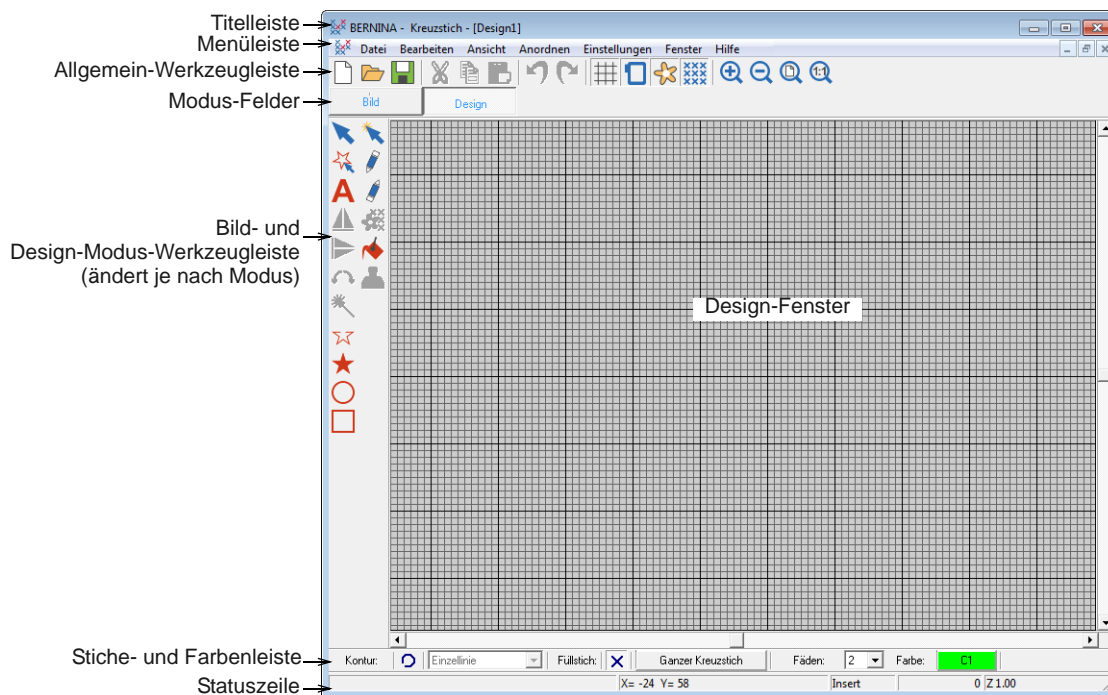 Titelleiste
BERNINA - Kreuzstich - [Design1]
Menüleiste
Datei Bearbeiten Ansicht Anordnen Einstellungen Fenster Hilfe
Allgemein-Werkzeugleiste
1:1
Modus-Felder
Bild Design
A
Bild- und
Design-Modus-Werkzeugleiste
(ändert je nach Modus)
Design-Fenster
Stiche- und Farbenleiste
Kontur: Einzellinie Füllstich: Ganzer Kreuzstich Fäden: 2 Farbe: C1
Statuszeile
X= -24 Y= 58 Insert 0 Z 1.00